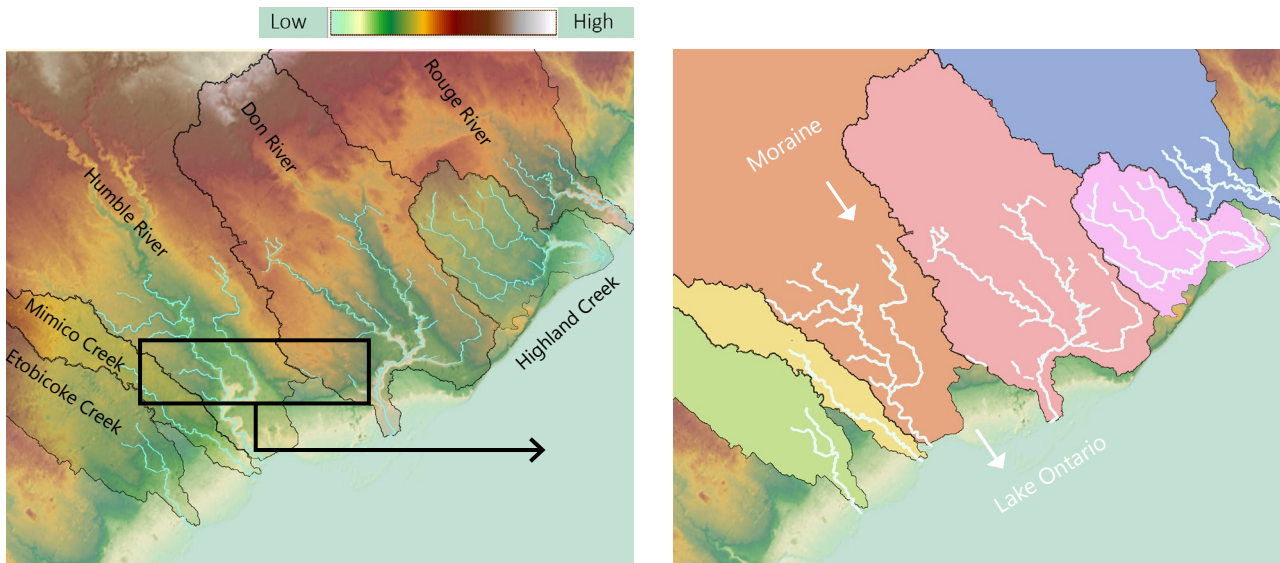 Low
High
Rouge River
Don River
Humble River
Mimico Creek
Etobicoke Creek
Highland Creek
Moraine
Lake Ontario